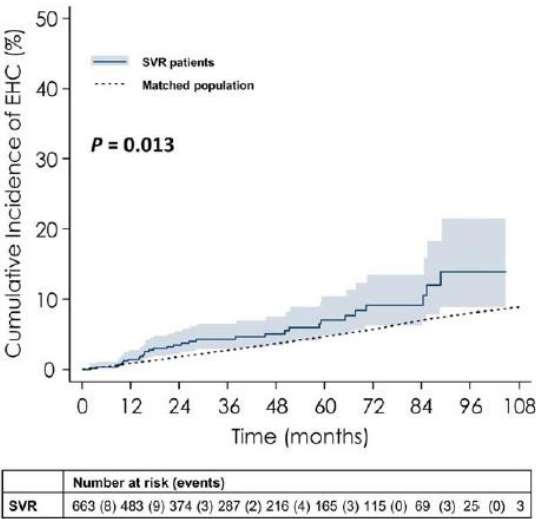 Cumulative Incidence of EHC (%)
50
40
30
20
10
0
SVR patients
Matched population
P = 0.013
0 12 24 36 48 60 72 84 96 108
Time (months)
Number at risk (events)
SVR 663 (8) 483 (9) 374 (3) 287 (2) 216 (4) 165 (3) 115 (0) 69 (3) 25 (0) 3